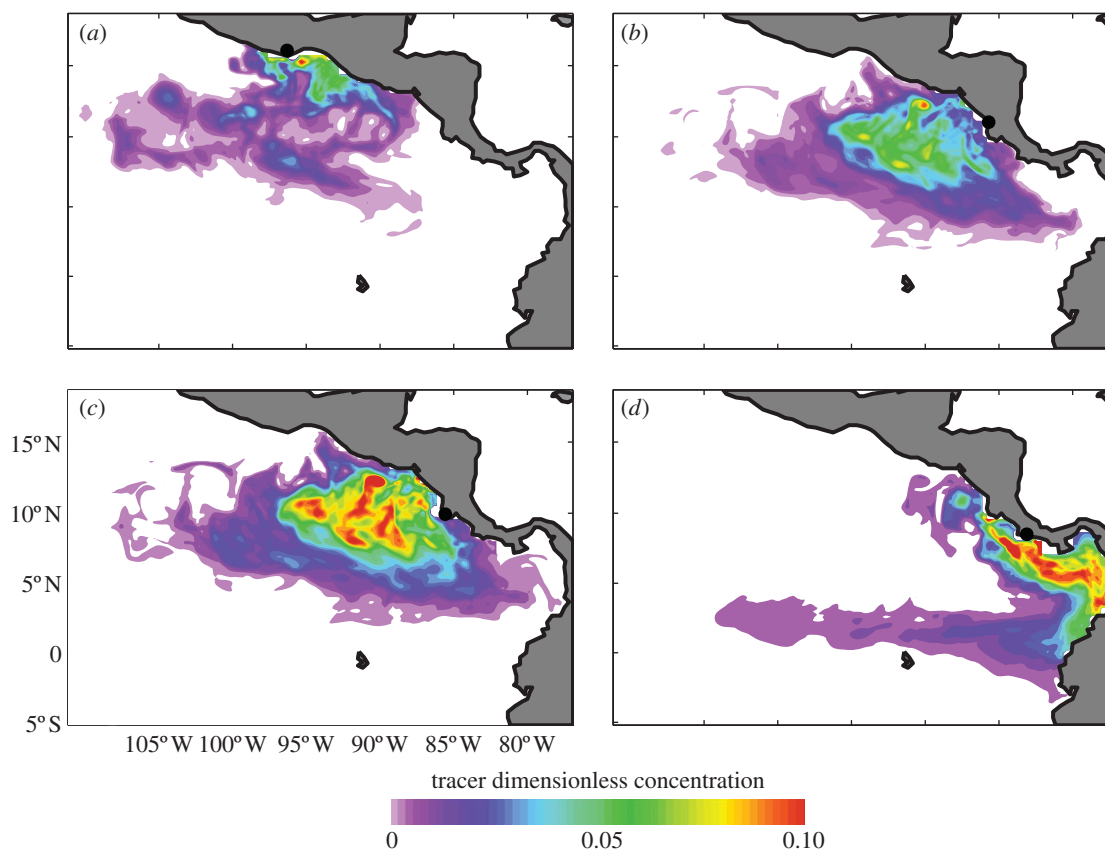 (a)
(b)
(c)
(d)
15° N
10° N
5° N
0
5° S
105° W 100° W 95° W 90° W 85° W 80° W
tracer dimensionless concentration
0 0.05 0.10